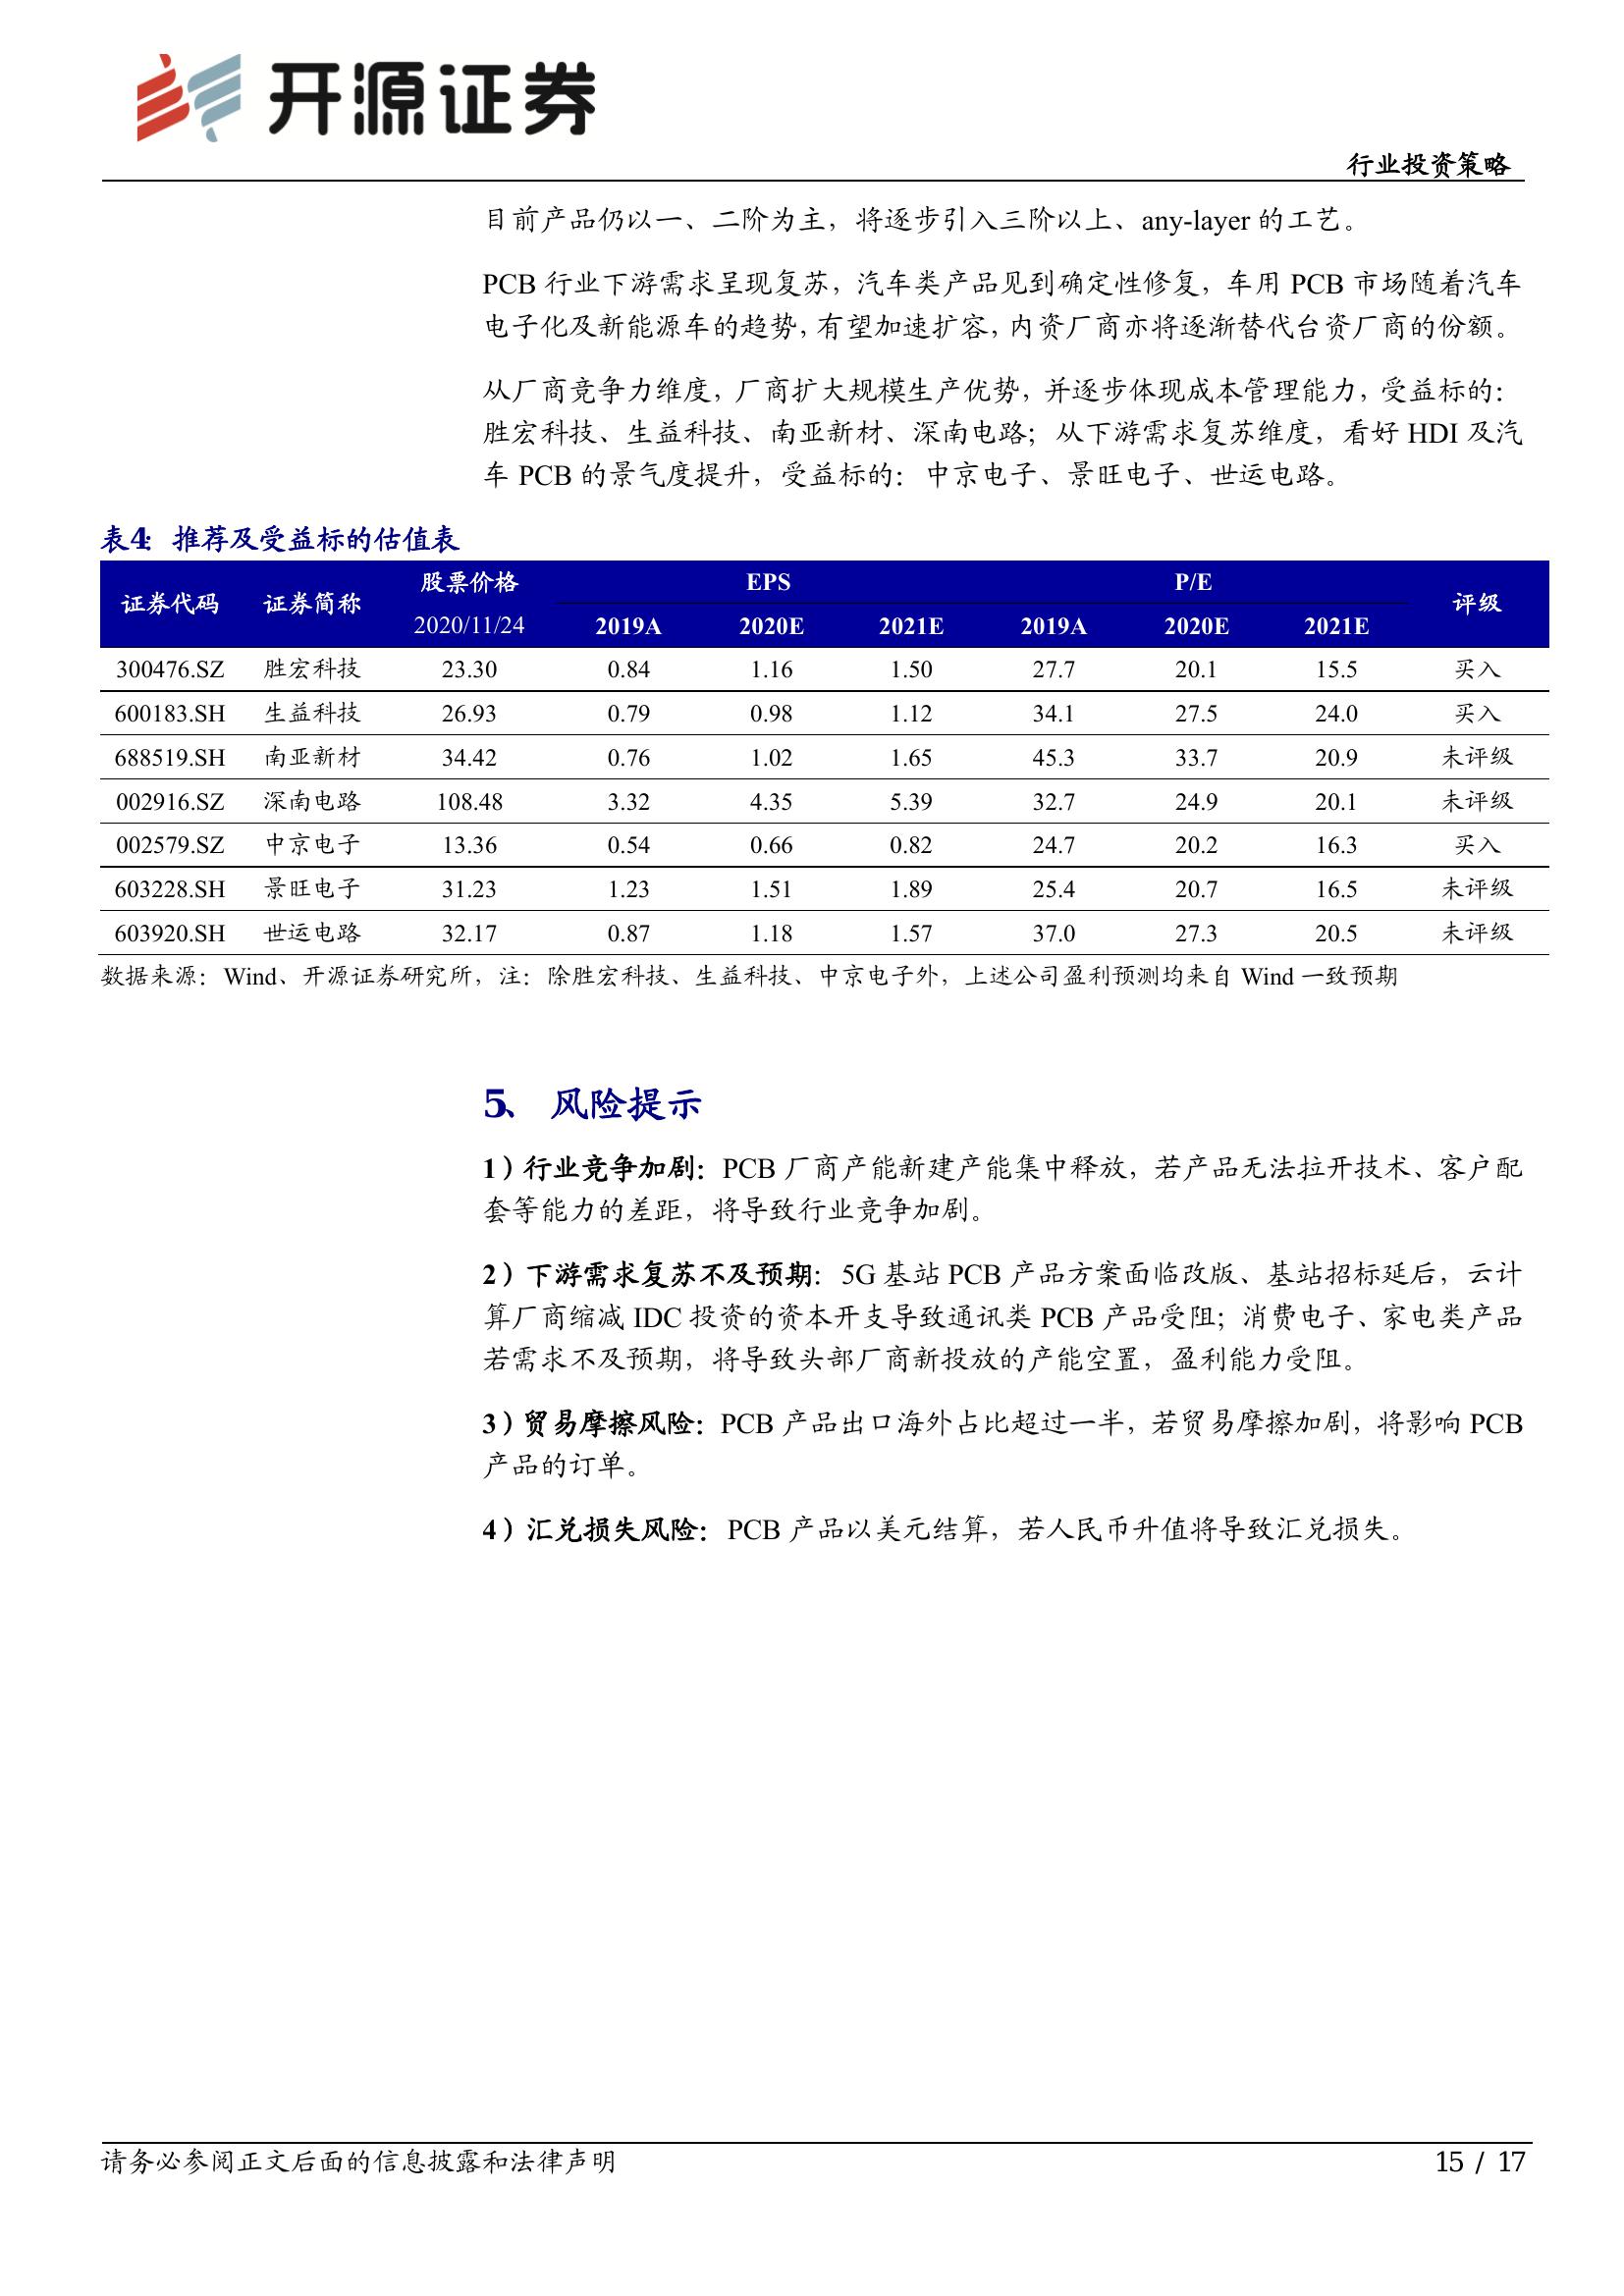 开源证券
行业投资策略
目前产品仍以一、二阶为主，将逐步引入三阶以上、any-layer 的工艺。
PCB 行业下游需求呈现复苏，汽车类产品见到确定性修复，车用 PCB 市场随着汽车
电子化及新能源车的趋势，有望加速扩容，内资厂商亦将逐渐替代台资厂商的份额。
从厂商竞争力维度，厂商扩大规模生产优势，并逐步体现成本管理能力，受益标的：
胜宏科技、生益科技、南亚新材、深南电路；从下游需求复苏维度，看好 HDI 及汽
车 PCB 的景气度提升，受益标的：中京电子、景旺电子、世运电路。
表4：推荐及受益标的估值表
证券代码 证券简称 股票价格 EPS P/E 评级
2020/11/24 2019A 2020E 2021E 2019A 2020E 2021E
300476.SZ 胜宏科技 23.30 0.84 1.16 1.50 27.7 20.1 15.5 买入
600183.SH 生益科技 26.93 0.79 0.98 1.12 34.1 27.5 24.0 买入
688519.SH 南亚新材 34.42 0.76 1.02 1.65 45.3 33.7 20.9 未评级
002916.SZ 深南电路 108.48 3.32 4.35 5.39 32.7 24.9 20.1 未评级
002579.SZ 中京电子 13.36 0.54 0.66 0.82 24.7 20.2 16.3 买入
603228.SH 景旺电子 31.23 1.23 1.51 1.89 25.4 20.7 16.5 未评级
603920.SH 世运电路 32.17 0.87 1.18 1.57 37.0 27.3 20.5 未评级
数据来源：Wind、开源证券研究所，注：除胜宏科技、生益科技、中京电子外，上述公司盈利预测均来自 Wind 一致预期
5、 风险提示
1）行业竞争加剧：PCB 厂商产能新建产能集中释放，若产品无法拉开技术、客户配
套等能力的差距，将导致行业竞争加剧。
2）下游需求复苏不及预期：5G 基站 PCB 产品方案面临改版、基站招标延后，云计
算厂商缩减 IDC 投资的资本开支导致通讯类 PCB 产品受阻；消费电子、家电类产品
若需求不及预期，将导致头部厂商新投放的产能空置，盈利能力受阻。
3）贸易摩擦风险：PCB 产品出口海外占比超过一半，若贸易摩擦加剧，将影响 PCB
产品的订单。
4）汇兑损失风险：PCB 产品以美元结算，若人民币升值将导致汇兑损失。
请务必参阅正文后面的信息披露和法律声明
15 / 17